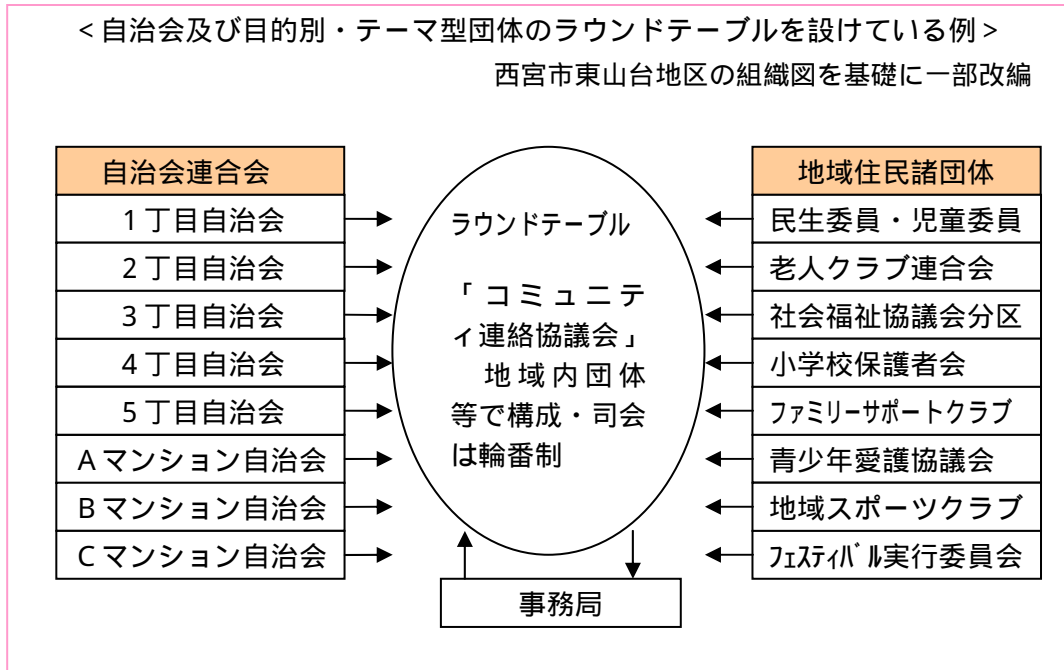 <自治会及び目的別・テーマ型団体のラウンドテーブルを設けている例>
西宮市東山台地区の組織図を基礎に一部改編
自治会連合会
1丁目自治会
2丁目自治会
3丁目自治会
4丁目自治会
5丁目自治会
Aマンション自治会
Bマンション自治会
Cマンション自治会
ラウンドテーブル
「コミュニテ
ィ連絡協議会」
地域内団体
等で構成・司会
は輪番制
事務局
地域住民諸団体
民生委員・児童委員
老人クラブ連合会
社会福祉協議会分区
小学校保護者会
ファミリーサポートクラブ
青少年愛護協議会
地域スポーツクラブ
フェスティバル実行委員会